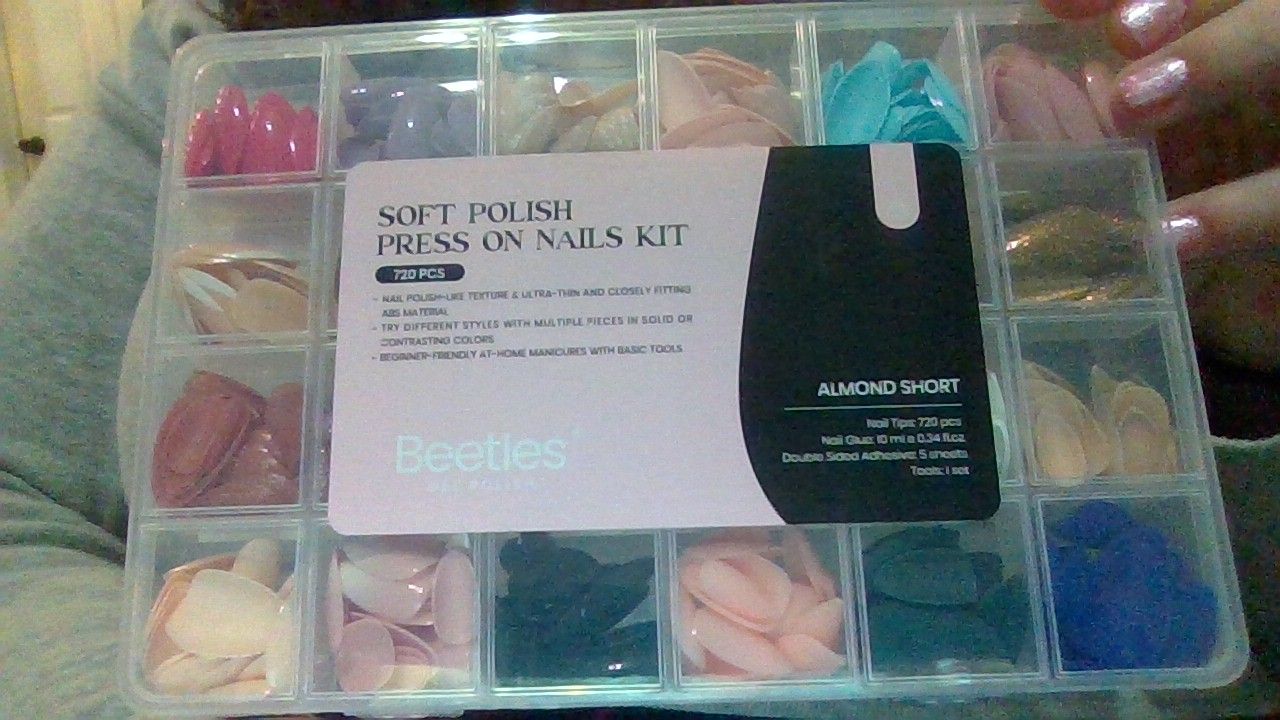 SOFT POLISH
PRESS ON NAILS KIT
720 PCS
- NAIL POLISH-LIKE TEXTURE & ULTRA-THIN AND CLOSELY FITTING
ABS MATERIAL
- TRY DIFFERENT STYLES WITH MULTIPLE PIECES IN SOLID OR
CONTRASTING COLORS
- BEGINNER-FRIENDLY AT-HOME MANICURES WITH BASIC TOOLS
Beetles
ALMOND SHORT
Nail Tips: 720 pcs
Nail Glue: 10 ml e 0.34 fl.oz.
Double Sided Adhesive: 5 sheets
Tools: 1 set